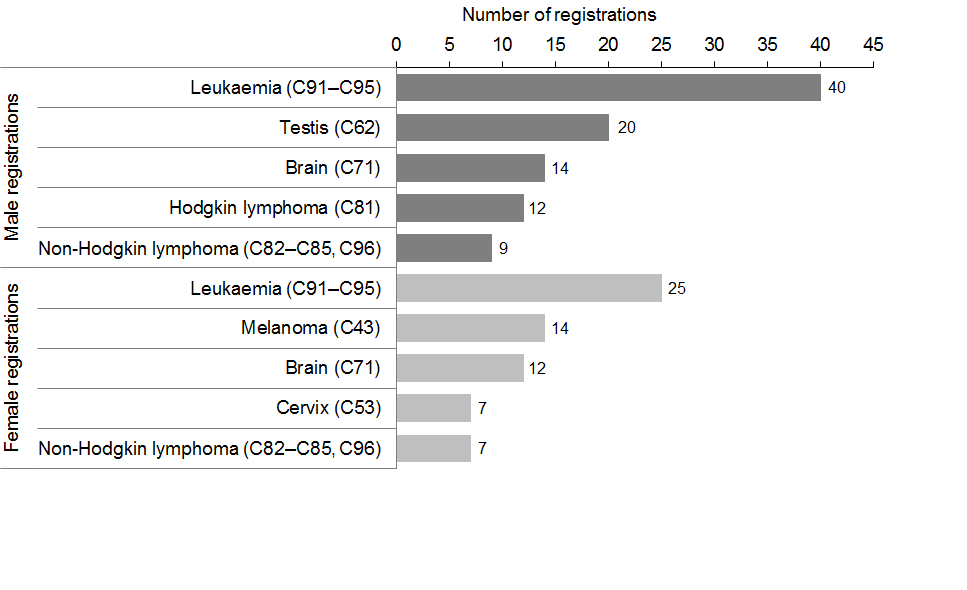 Number of registrations
0 5 10 15 20 25 30 35 40 45
Male registrations
Leukaemia (C91–C95) 40
Testis (C62) 20
Brain (C71) 14
Hodgkin lymphoma (C81) 12
Non-Hodgkin lymphoma (C82–C85, C96) 9
Female registrations
Leukaemia (C91–C95) 25
Melanoma (C43) 14
Brain (C71) 12
Cervix (C53) 7
Non-Hodgkin lymphoma (C82–C85, C96) 7